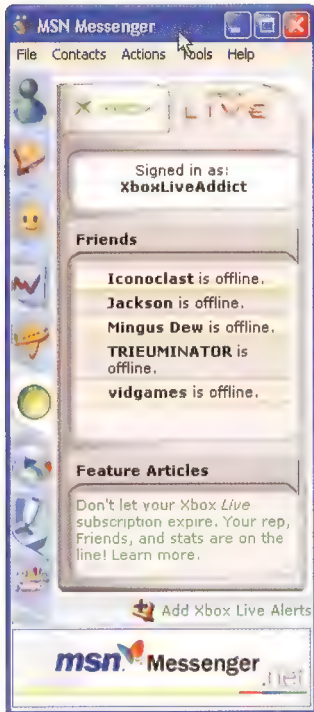 MSN Messenger
File Contacts Actions Tools Help
LIVE
Signed in as:
XboxLiveAddict
Friends
Iconoclast is offline.
Jackson is offline.
Mingus Dew is offline.
TRIEUMINATOR is
offline.
vidgames is offline.
Feature Articles
Don't let your Xbox Live
subscription expire. Your rep,
Friends, and stats are on the
line! Learn more.
Add Xbox Live Alerts
msn Messenger
.net